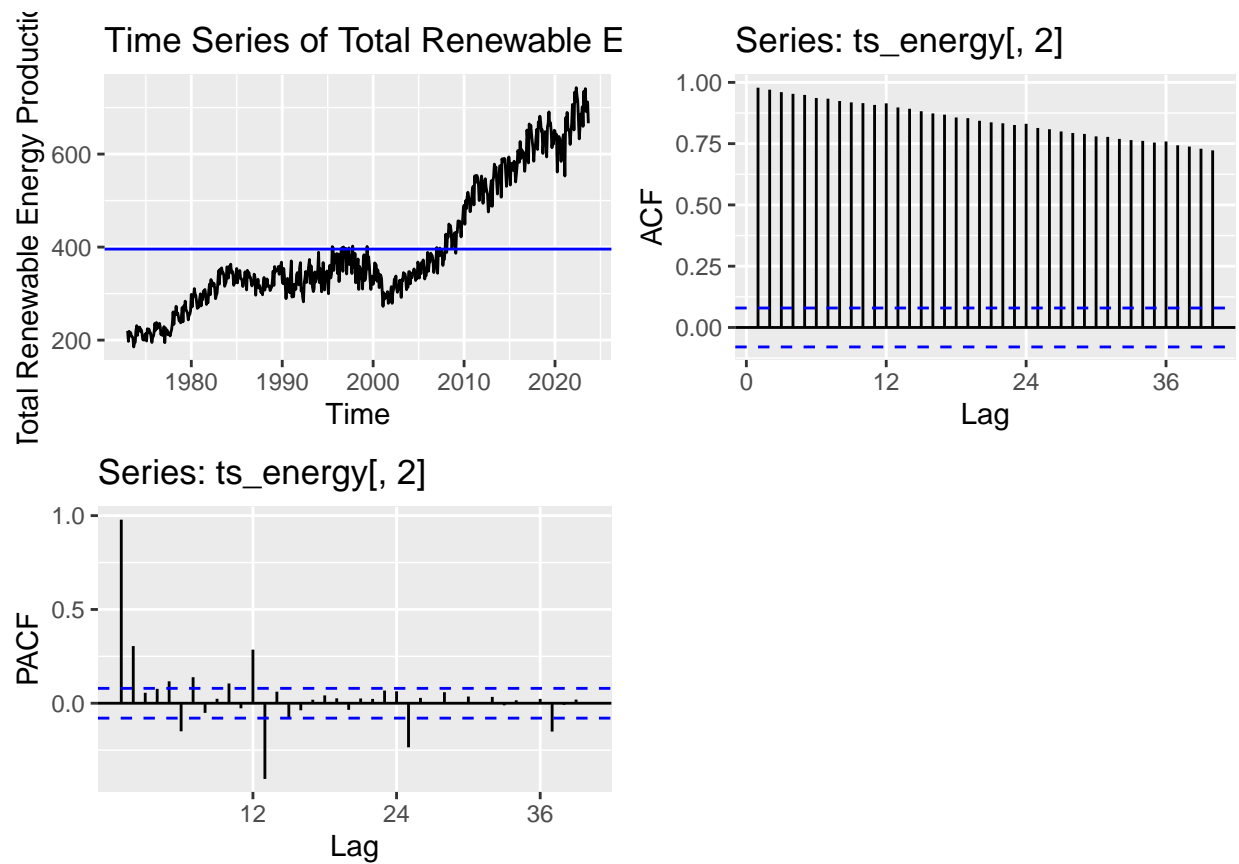 Time Series of Total Renewable E
Total Renewable Energy Productio
600
400
200
1980 1990 2000 2010 2020
Time
Series: ts_energy[, 2]
ACF
1.00
0.75
0.50
0.25
0.00
0 12 24 36
Lag
Series: ts_energy[, 2]
PACF
1.0
0.5
0.0
12 24 36
Lag